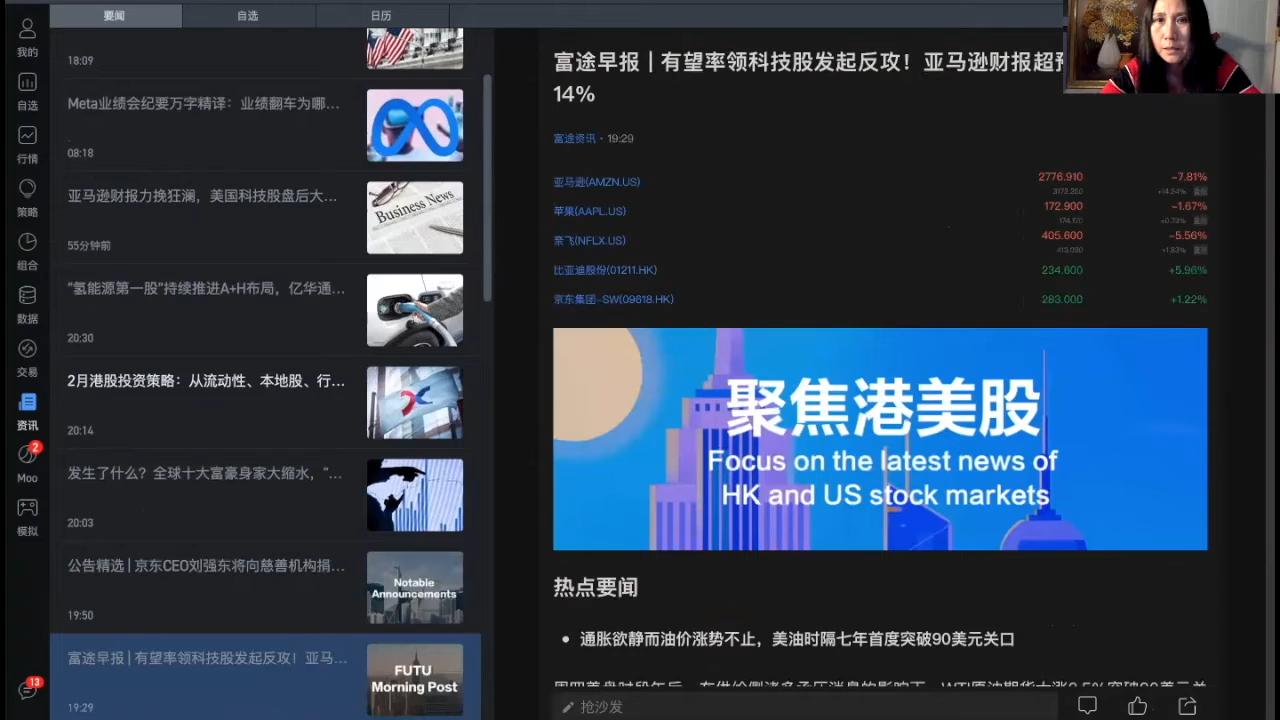 要闻
自选
日历
我的
自选
行情
策略
组合
数据
交易
资讯
2
Moo
模拟
13
18:09
Meta业绩会纪要万字精译：业绩翻车为哪...
08:18
亚马逊财报力挽狂澜，美国科技股盘后大...
Business News
55分钟前
“氢能源第一股”持续推进A+H布局，亿华通...
20:30
2月港股投资策略：从流动性、本地股、行...
20:14
发生了什么？全球十大富豪身家大缩水，“...
20:03
公告精选 | 京东CEO刘强东将向慈善机构捐...
Notable
Announcements
19:50
富途早报 | 有望率领科技股发起反攻！亚马...
FUTU
Morning Post
19:29
富途早报 | 有望率领科技股发起反攻！亚马逊财报超
14%
富途资讯 · 19:29
亚马逊(AMZN.US) 2776.910 -7.81%
苹果(AAPL.US) 172.900 -1.67%
奈飞(NFLX.US) 405.600 -5.56%
比亚迪股份(01211.HK) 234.600 +5.96%
京东集团-SW(09618.HK) 283.000 +1.22%
聚焦港美股
Focus on the latest news of
HK and US stock markets
热点要闻
• 通胀欲静而油价涨势不止，美油时隔七年首度突破90美元关口
抢沙发